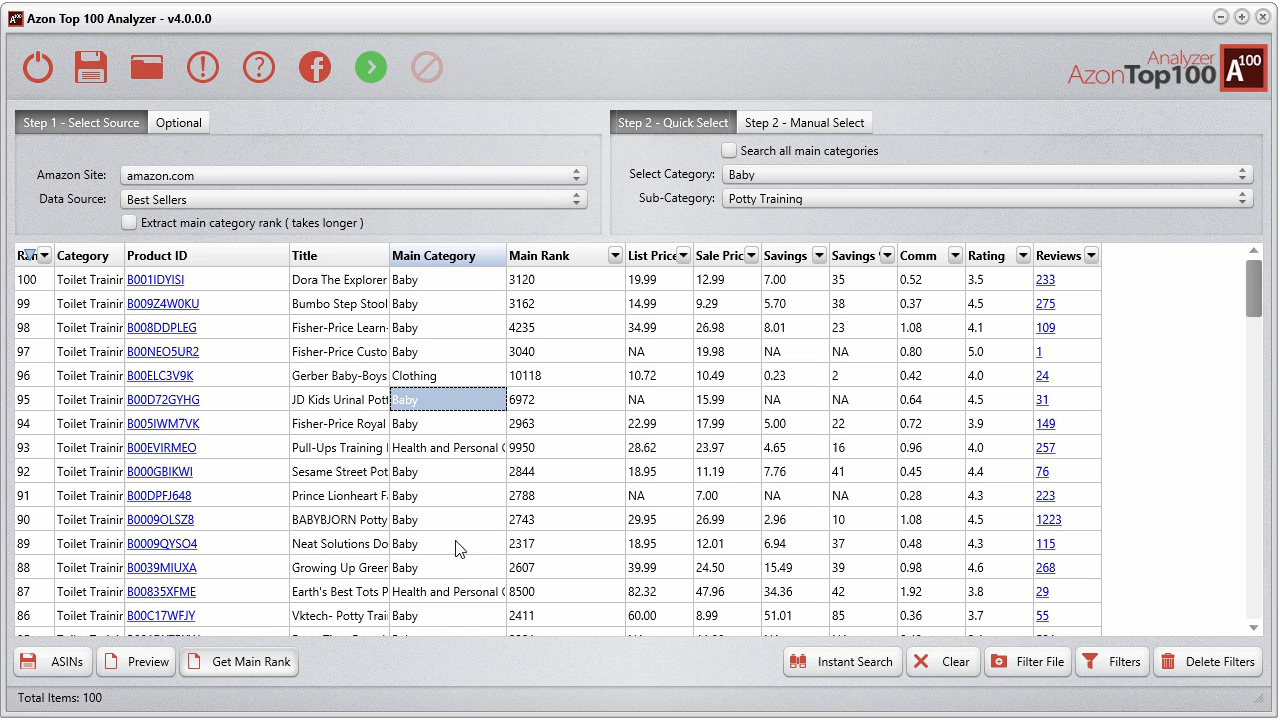 Azon Top 100 Analyzer - v4.0.0.0
Analyzer
AzonTop100
A100
Step 1 - Select Source Optional
Step 2 - Quick Select Step 2 - Manual Select
Search all main categories
Amazon Site: amazon.com
Select Category: Baby
Data Source: Best Sellers
Sub-Category: Potty Training
Extract main category rank ( takes longer )
Category Product ID Title Main Category Main Rank List Price Sale Pric Savings Savings Comm Rating Reviews
100 Toilet Trainir B001IDYISI Dora The Explorer Baby 3120 19.99 12.99 7.00 35 0.52 3.5 233
99 Toilet Trainir B009Z4W0KU Bumbo Step Stool Baby 3162 14.99 9.29 5.70 38 0.37 4.5 275
98 Toilet Trainir B008DDPLEG Fisher-Price Learn- Baby 4235 34.99 26.98 8.01 23 1.08 4.1 109
97 Toilet Trainir B00NEO5UR2 Fisher-Price Custo Baby 3040 NA 19.98 NA NA 0.80 5.0 1
96 Toilet Trainir B00ELC3V9K Gerber Baby-Boys Clothing 10118 10.72 10.49 0.23 2 0.42 4.0 24
95 Toilet Trainir B00D72GYHG JD Kids Urinal Pott Baby 6972 NA 15.99 NA NA 0.64 4.5 31
94 Toilet Trainir B005IWM7VK Fisher-Price Royal Baby 2963 22.99 17.99 5.00 22 0.72 3.9 149
93 Toilet Trainir B00EVIRMEO Pull-Ups Training Health and Personal C 9950 28.62 23.97 4.65 16 0.96 4.0 257
92 Toilet Trainir B000GBIKWI Sesame Street Pot Baby 2844 18.95 11.19 7.76 41 0.45 4.4 76
91 Toilet Trainir B00DPFJ648 Prince Lionheart F Baby 2788 NA 7.00 NA NA 0.28 4.3 223
90 Toilet Trainir B0009OLSZ8 BABYBJORN Potty Baby 2743 29.95 26.99 2.96 10 1.08 4.5 1223
89 Toilet Trainir B0009QYSO4 Neat Solutions Do Baby 2317 18.95 12.01 6.94 37 0.48 4.3 115
88 Toilet Trainir B0039MIUXA Growing Up Greer Baby 2607 39.99 24.50 15.49 39 0.98 4.6 268
87 Toilet Trainir B00835XFME Earth's Best Tots P Health and Personal C 8500 82.32 47.96 34.36 42 1.92 3.8 29
86 Toilet Trainir B00C17WFJY Vktech- Potty Trai Baby 2411 60.00 8.99 51.01 85 0.36 3.7 55
ASINs Preview Get Main Rank Instant Search Clear Filter File Filters Delete Filters
Total Items: 100